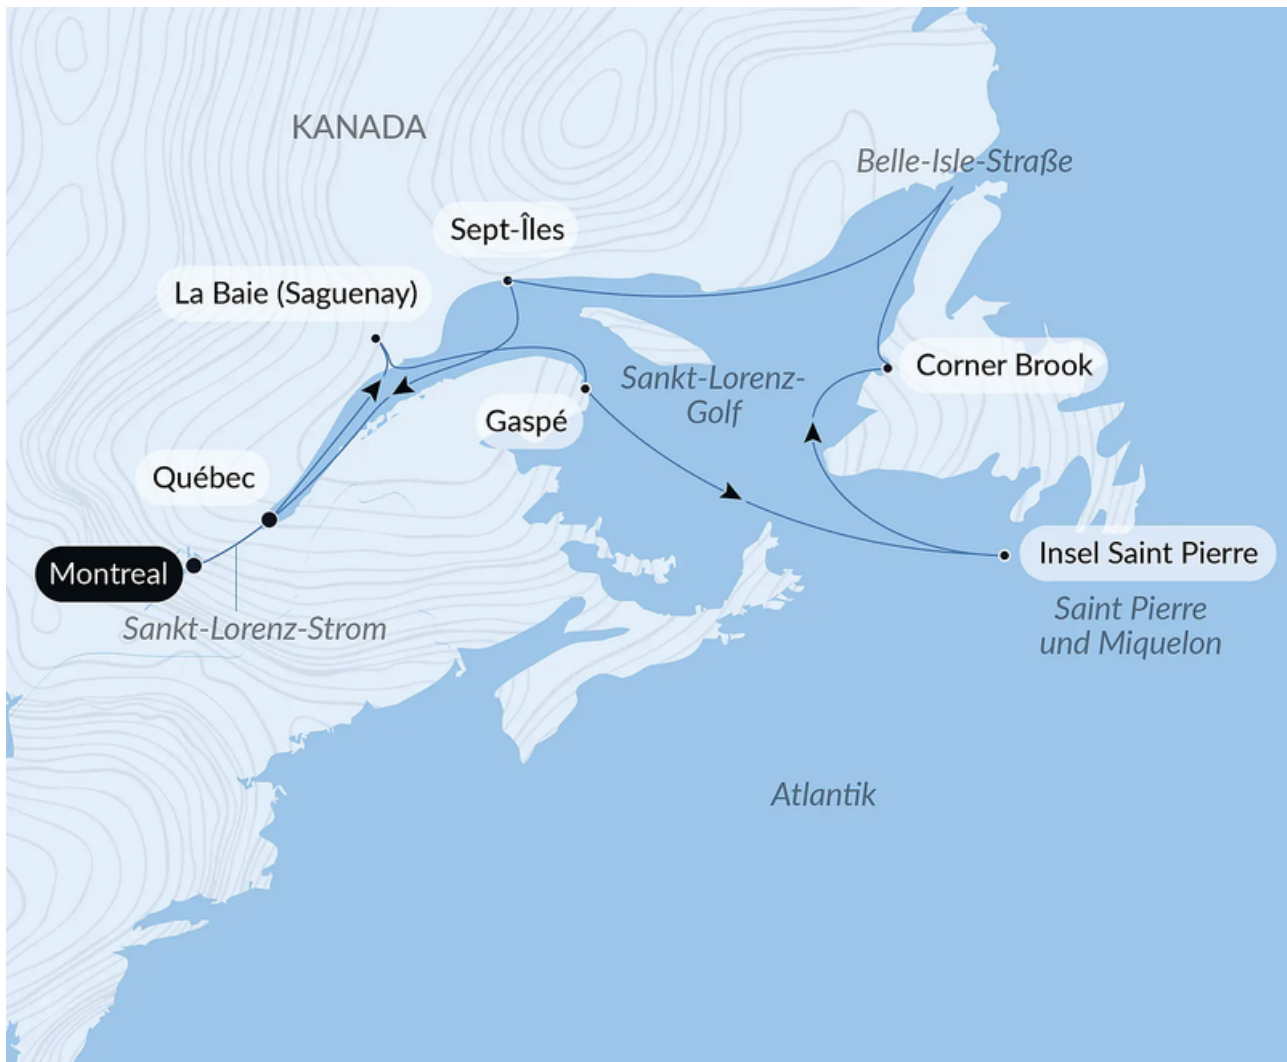 KANADA
Belle-Isle-Straße
Sept-Îles
La Baie (Saguenay)
Corner Brook
Sankt-Lorenz-
Golf
Gaspé
Québec
Insel Saint Pierre
Montreal
Saint Pierre
und Miquelon
Sankt-Lorenz-Strom
Atlantik